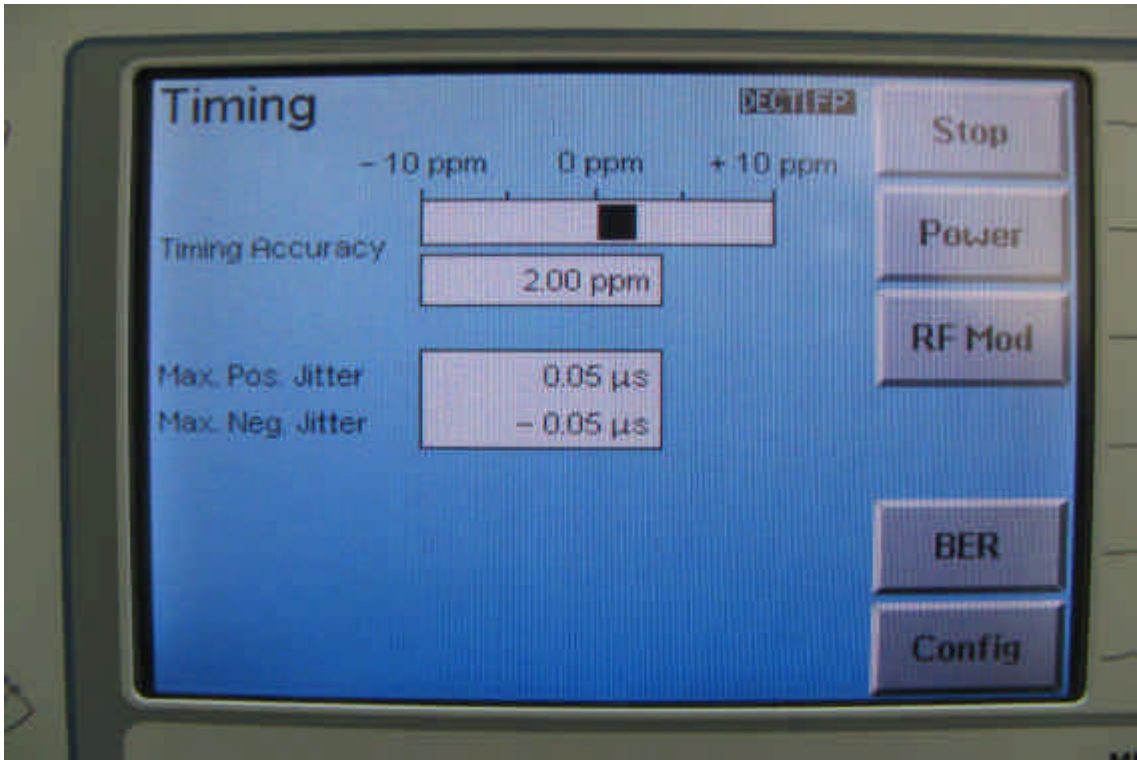 Timing
DECT FP
- 10 ppm 0 ppm + 10 ppm
Timing Accuracy
2.00 ppm
Max. Pos. Jitter 0.05 µs
Max. Neg. Jitter - 0.05 µs
Stop
Power
RF Mod
BER
Config